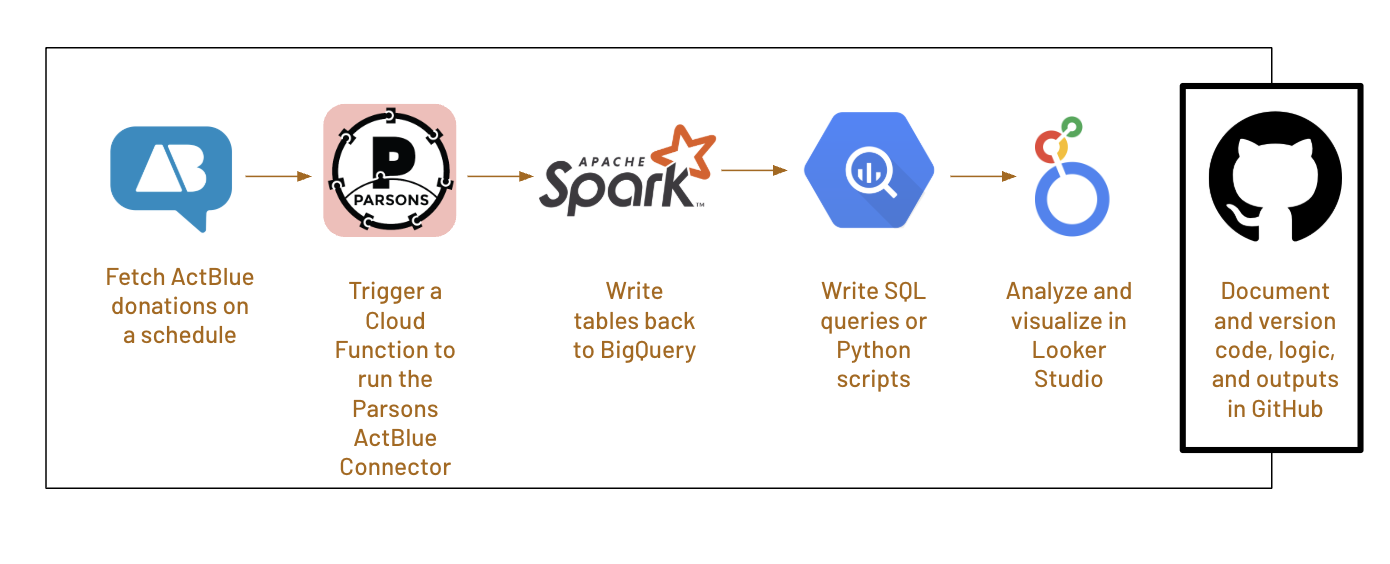 AB
P
PARSONS
APACHE
Spark™
Fetch ActBlue
donations on
a schedule
Trigger a
Cloud
Function to
run the
Parsons
ActBlue
Connector
Write
tables back
to BigQuery
Write SQL
queries or
Python
scripts
Analyze and
visualize in
Looker
Studio
Document
and version
code, logic,
and outputs
in GitHub